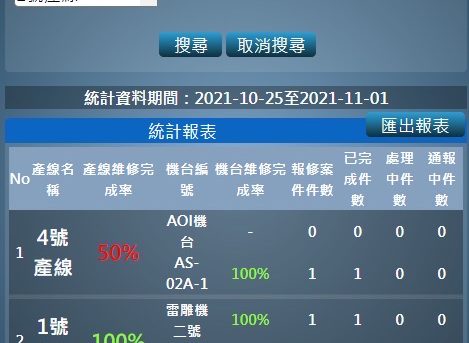 搜尋 取消搜尋
統計資料期間：2021-10-25至2021-11-01
統計報表 匯出報表
No 產線名稱 產線維修完成率 機台編號 機台維修完成率 報修案件件數 已完成件數 處理中件數 通報中件數
1 4號產線 50% AOI機台 - 0 0 0 0
AS-02A-1 100% 1 1 0 0
2 1號 100% 雷雕機二號 100% 1 1 0 0